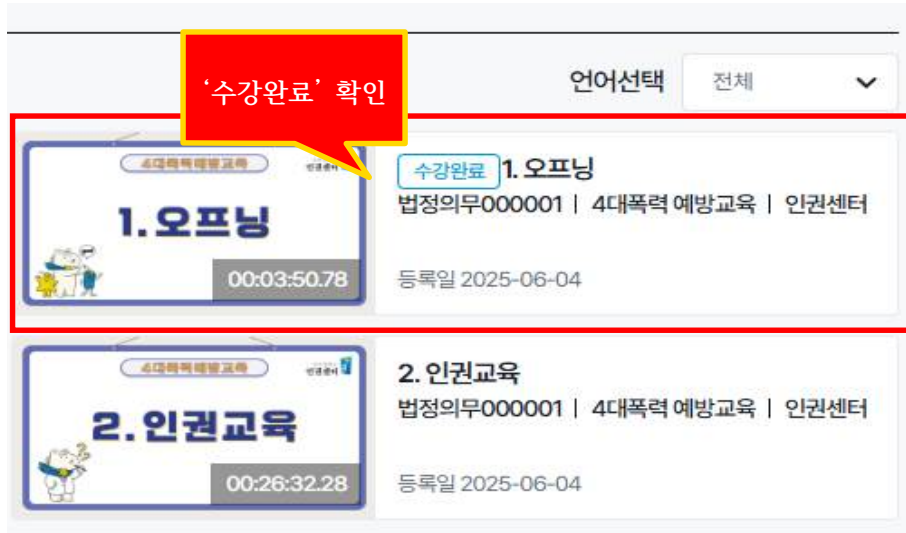 ‘수강완료’ 확인
언어선택 전체
4대폭력예방교육
1.오프닝
00:03:50.78
수강완료 1. 오프닝
법정의무000001 | 4대폭력 예방교육 | 인권센터
등록일 2025-06-04
4대폭력예방교육
인권센터
2.인권교육
00:26:32.28
2. 인권교육
법정의무000001 | 4대폭력 예방교육 | 인권센터
등록일 2025-06-04